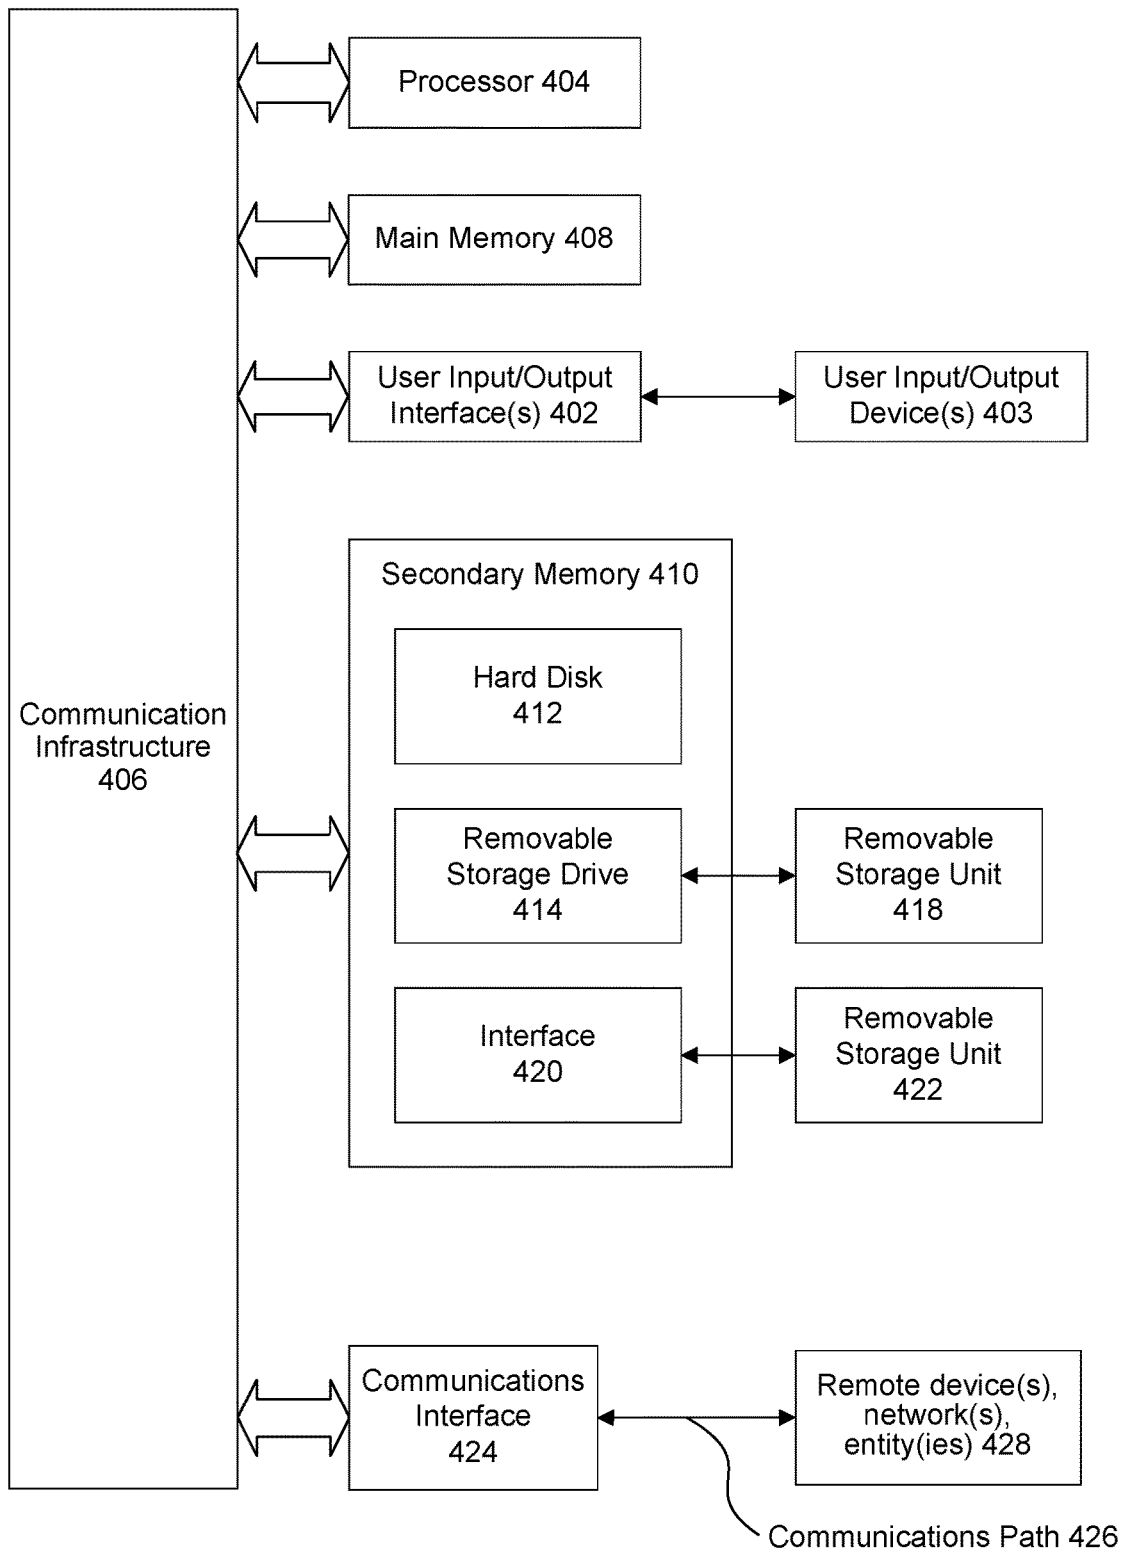 Processor 404
Main Memory 408
User Input/Output
Interface(s) 402
User Input/Output
Device(s) 403
Secondary Memory 410
Hard Disk
412
Communication
Infrastructure
406
Removable
Storage Drive
414
Removable
Storage Unit
418
Interface
420
Removable
Storage Unit
422
Communications
Interface
424
Remote device(s),
network(s),
entity(ies) 428
Communications Path 426